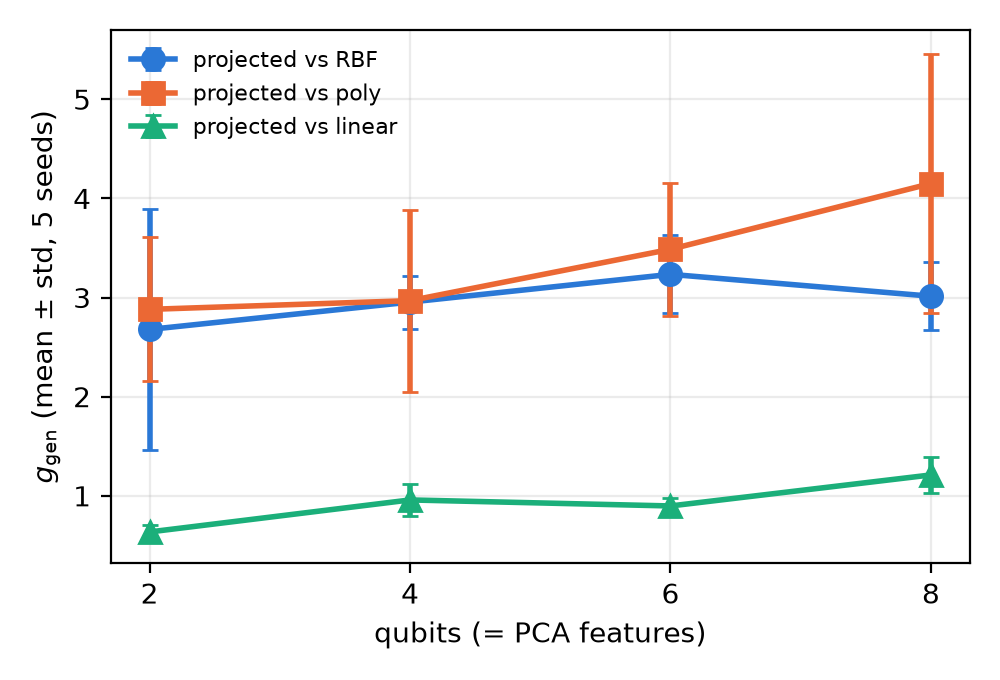 projected vs RBF
projected vs poly
projected vs linear
5
4
3
2
1
g_gen (mean ± std, 5 seeds)
2 4 6 8
qubits (= PCA features)